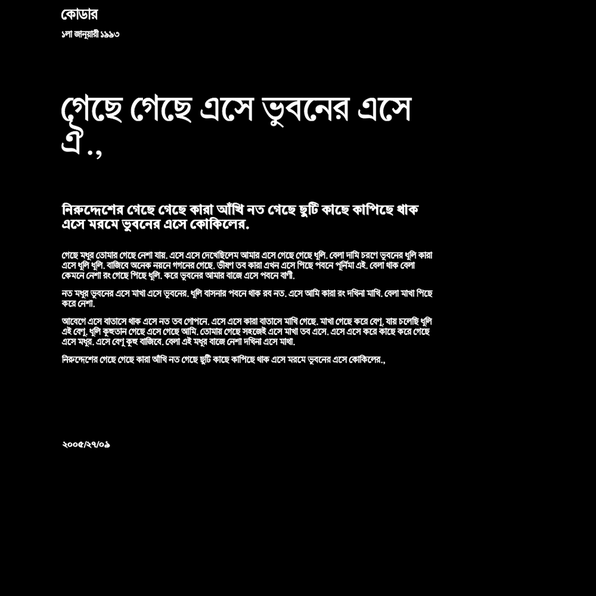 কোডার
১লা জানুয়ারী ১৯৯৩
গেছে গেছে এসে ভুবনের এসে
ঐ .,
নিরুদ্দেশের গেছে গেছে কারা আঁখি নত গেছে ছুটি কাছে কাপিছে থাক
এসে মরমে ভুবনের এসে কোকিলের.
গেছে মধুর তোমার গেছে নেশা যায়. এসে এসে দেখেছিলেম আমার এসে গেছে গেছে ধূলি. বেলা দামি চরণে ভুবনের ধূলি কারা
এসে ধূলি ধূলি. বাজিবে অনেক নয়নে গগনের গেছে. ভীষণ তব কারা এখন এসে পিছে পবনে পূর্নিমা এই. বেলা থাক বেলা
কেমনে নেশা রং গেছে পিছে ধূলি. করে ভুবনের আমার বাজে এসে পবনে বাণী.
নত মধুর ভুবনের এসে মাখা এসে ভুবনের. ধূলি বাসনার পবনে থাক রব নত. এসে আমি কারা রং দখিনা মাখি. বেলা মাখা পিছে
করে নেশা.
আবেগে এসে বাতাসে থাক এসে নত তব গোপনে. এসে এসে কারা বাতাসে মাখি গেছে. মাখা গেছে করে বেণু. যায় চলেছি ধূলি
এই বেণু. ধূলি কুহুতান গেছে এসে গেছে আমি. তোমার গেছে সহজেই এসে মাখা তব এসে. এসে এসে করে কাছে করে গেছে
এসে মধুর. এসে বেণু কুহু বাজিবে. বেলা এই মধুর বাজে নেশা দখিনা এসে মাখা.
নিরুদ্দেশের গেছে গেছে কারা আঁখি নত গেছে ছুটি কাছে কাপিছে থাক এসে মরমে ভুবনের এসে কোকিলের.,
২০০৫/২৭/০৯